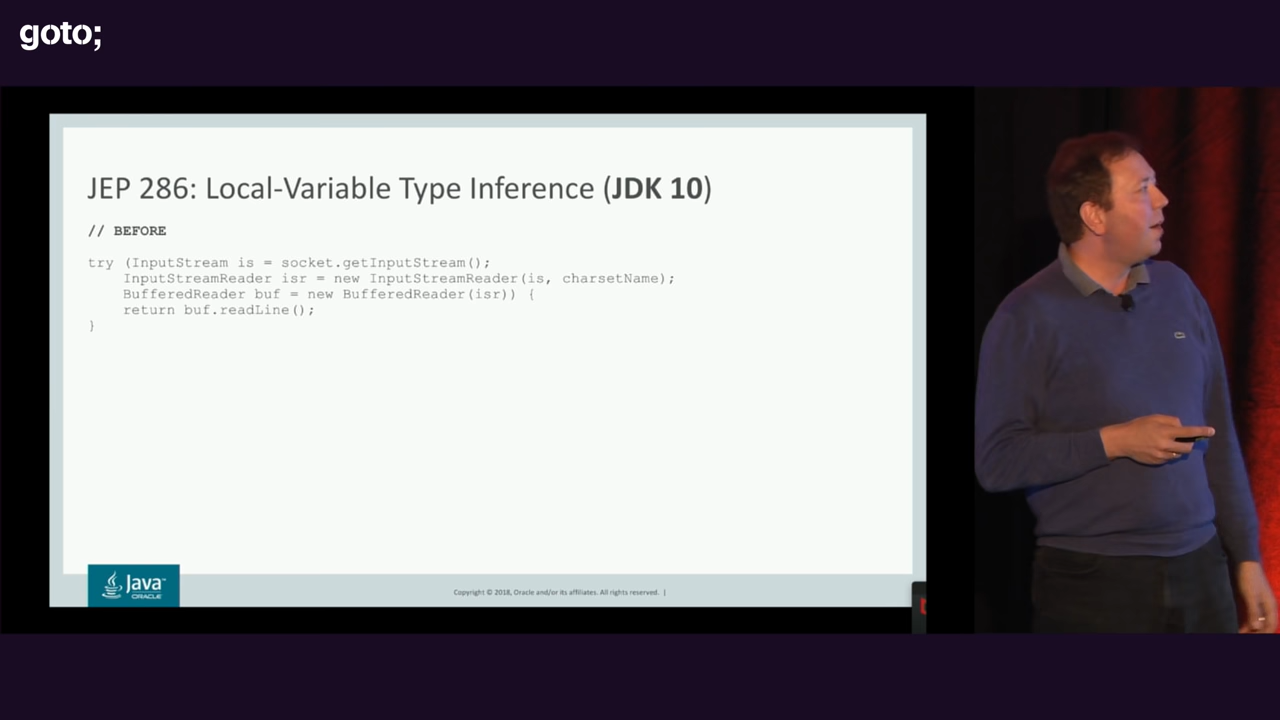 goto;
JEP 286: Local-Variable Type Inference (JDK 10)
// BEFORE
try (InputStream is = socket.getInputStream();
    InputStreamReader isr = new InputStreamReader(is, charsetName);
    BufferedReader buf = new BufferedReader(isr)) {
    return buf.readLine();
}
Java™
ORACLE
Copyright © 2018, Oracle and/or its affiliates. All rights reserved. |